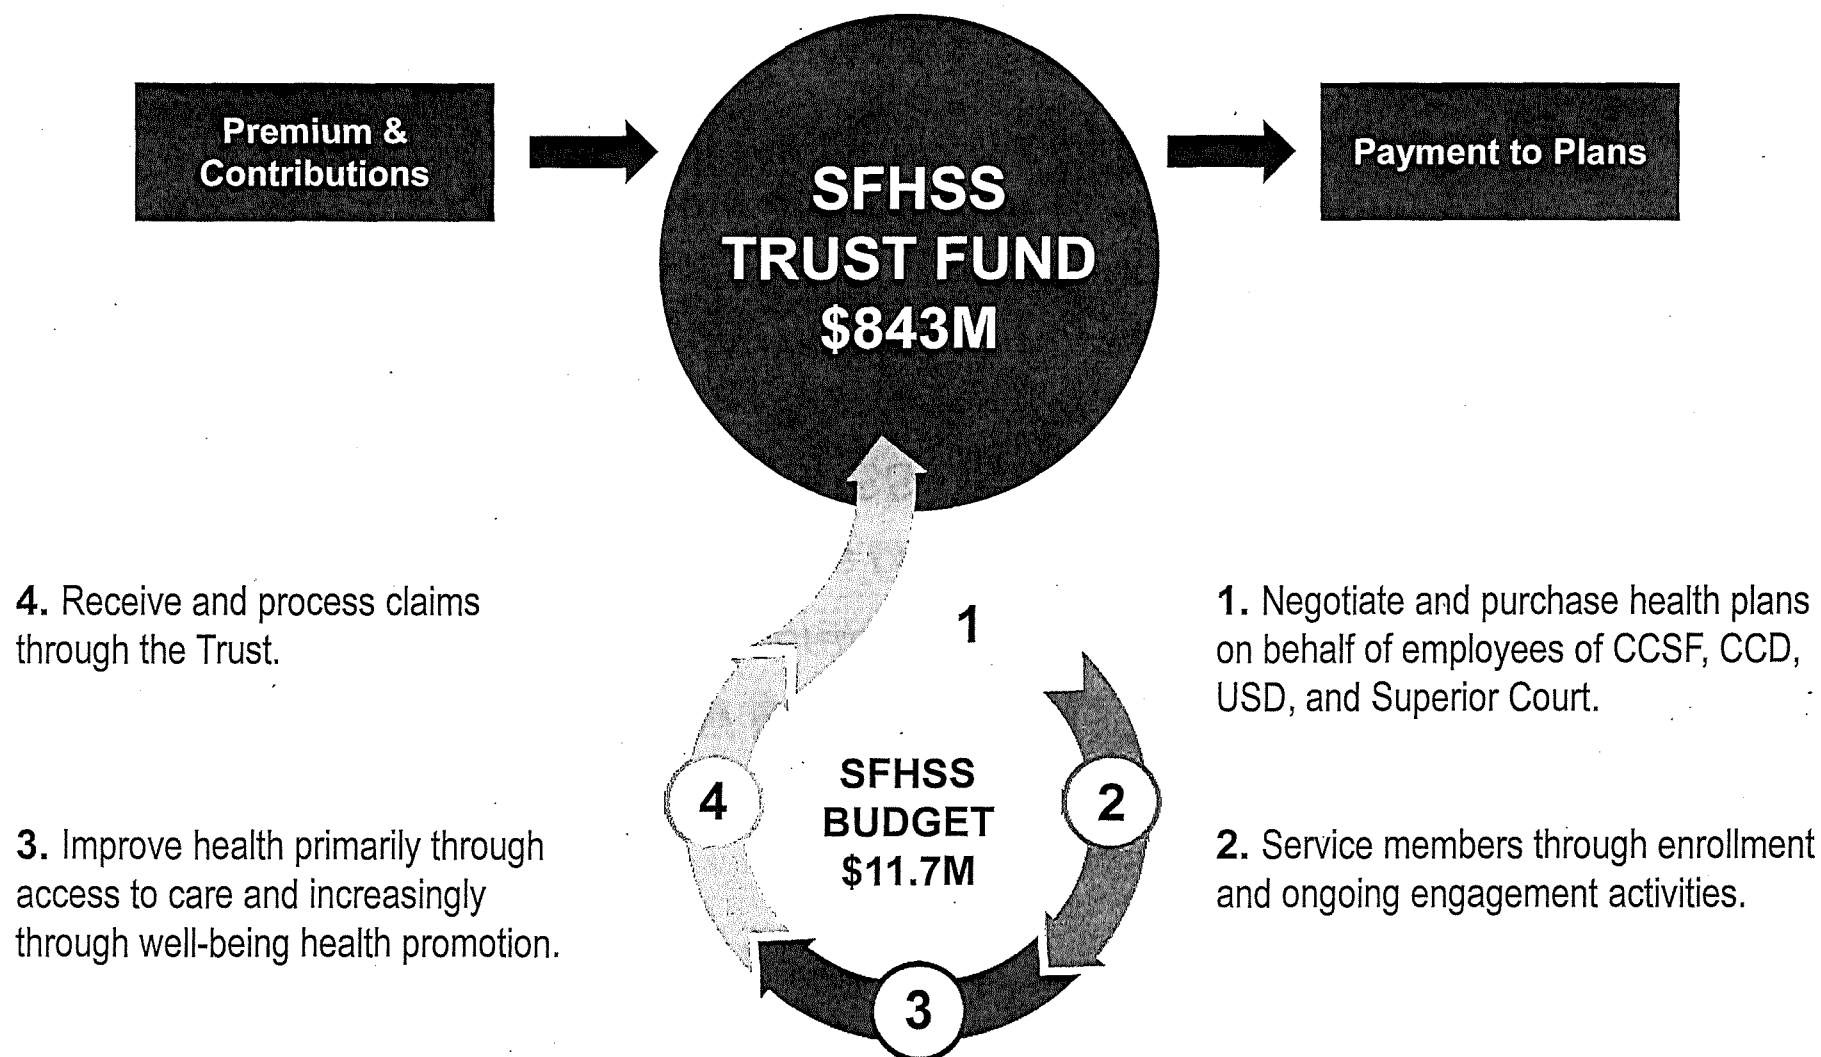 Premium &
Contributions
SFHSS
TRUST FUND
$843M
Payment to Plans
4. Receive and process claims
through the Trust.
1
1. Negotiate and purchase health plans
on behalf of employees of CCSF, CCD,
USD, and Superior Court.
4
SFHSS
BUDGET
$11.7M
2
3. Improve health primarily through
access to care and increasingly
through well-being health promotion.
2. Service members through enrollment
and ongoing engagement activities.
3